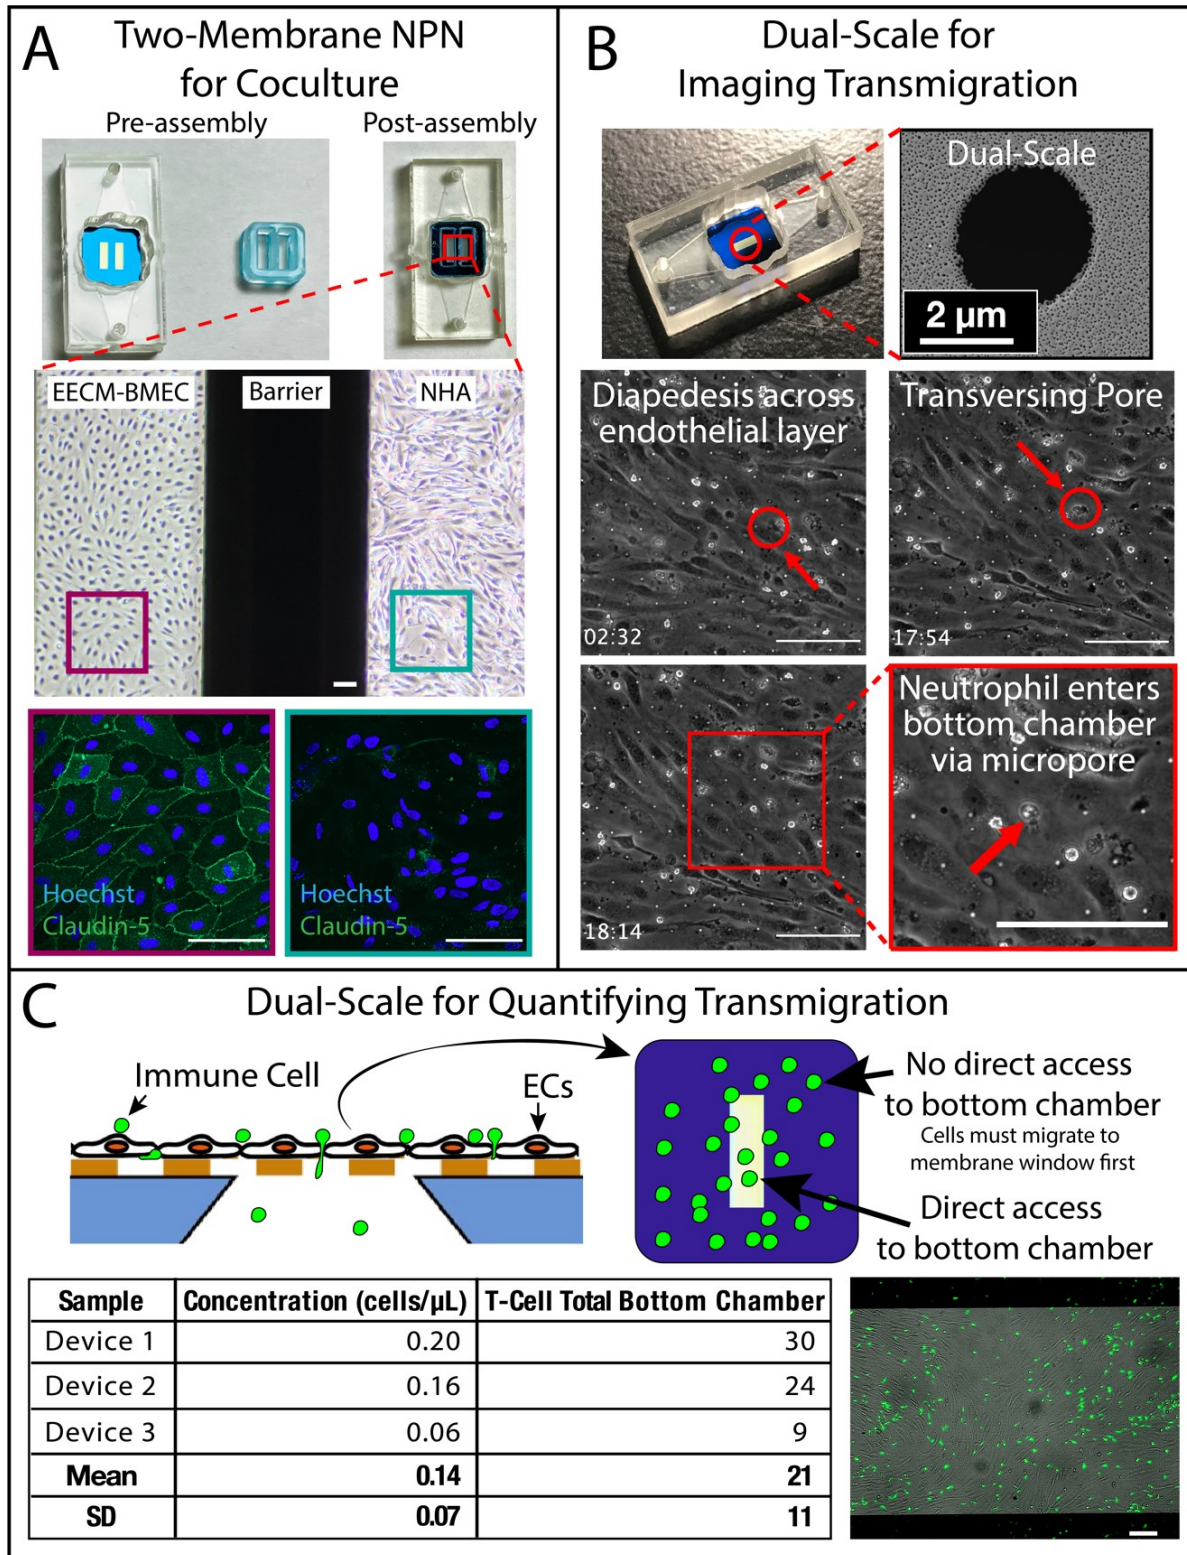 A
Two-Membrane NPN
for Coculture
Pre-assembly
Post-assembly
EECM-BMEC
Barrier
NHA
Hoechst
Claudin-5
Hoechst
Claudin-5
B
Dual-Scale for
Imaging Transmigration
Dual-Scale
2 μm
Diapedesis across
endothelial layer
02:32
Transversing Pore
17:54
18:14
Neutrophil enters
bottom chamber
via micropore
C
Dual-Scale for Quantifying Transmigration
Immune Cell
ECs
No direct access
to bottom chamber
Cells must migrate to
membrane window first
Direct access
to bottom chamber
Sample Concentration (cells/μL) T-Cell Total Bottom Chamber
Device 1 0.20 30
Device 2 0.16 24
Device 3 0.06 9
Mean 0.14 21
SD 0.07 11